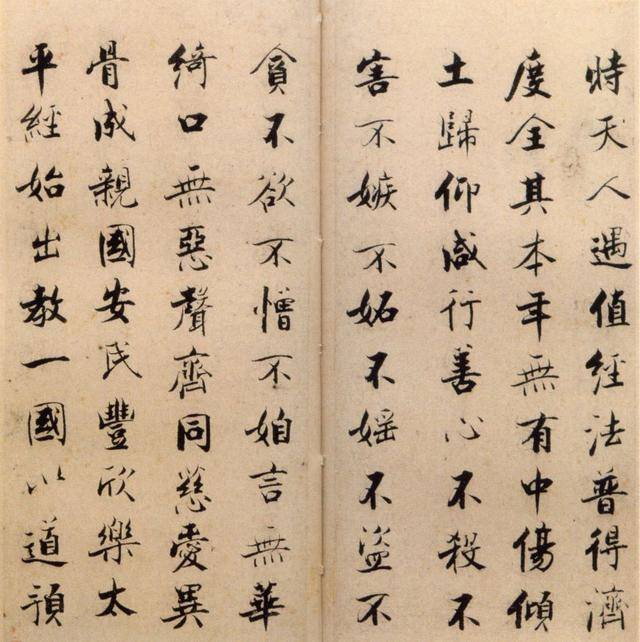 時天人遇值經法普得濟
度全其本年無有中傷傾
土歸仰咸行善心不殺不
害不嫉不妬不婬不盜不
貪不欲不憎不妲言無華
綺口無惡聲齊同慈愛異
骨成親國安民豐欣樂太
平經始出教一國以道預